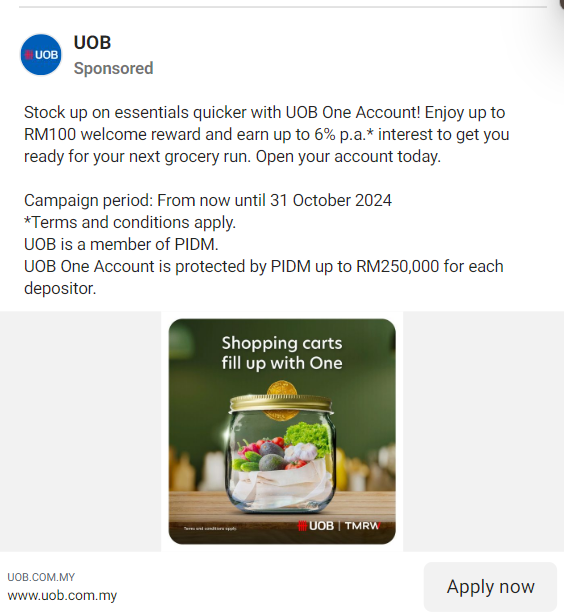 UOB
UOB
Sponsored
Stock up on essentials quicker with UOB One Account! Enjoy up to
RM100 welcome reward and earn up to 6% p.a.* interest to get you
ready for your next grocery run. Open your account today.
Campaign period: From now until 31 October 2024
*Terms and conditions apply.
UOB is a member of PIDM.
UOB One Account is protected by PIDM up to RM250,000 for each
depositor.
Shopping carts
fill up with One
Terms and conditions apply.
UOB | TMRW
UOB.COM.MY
www.uob.com.my
Apply now